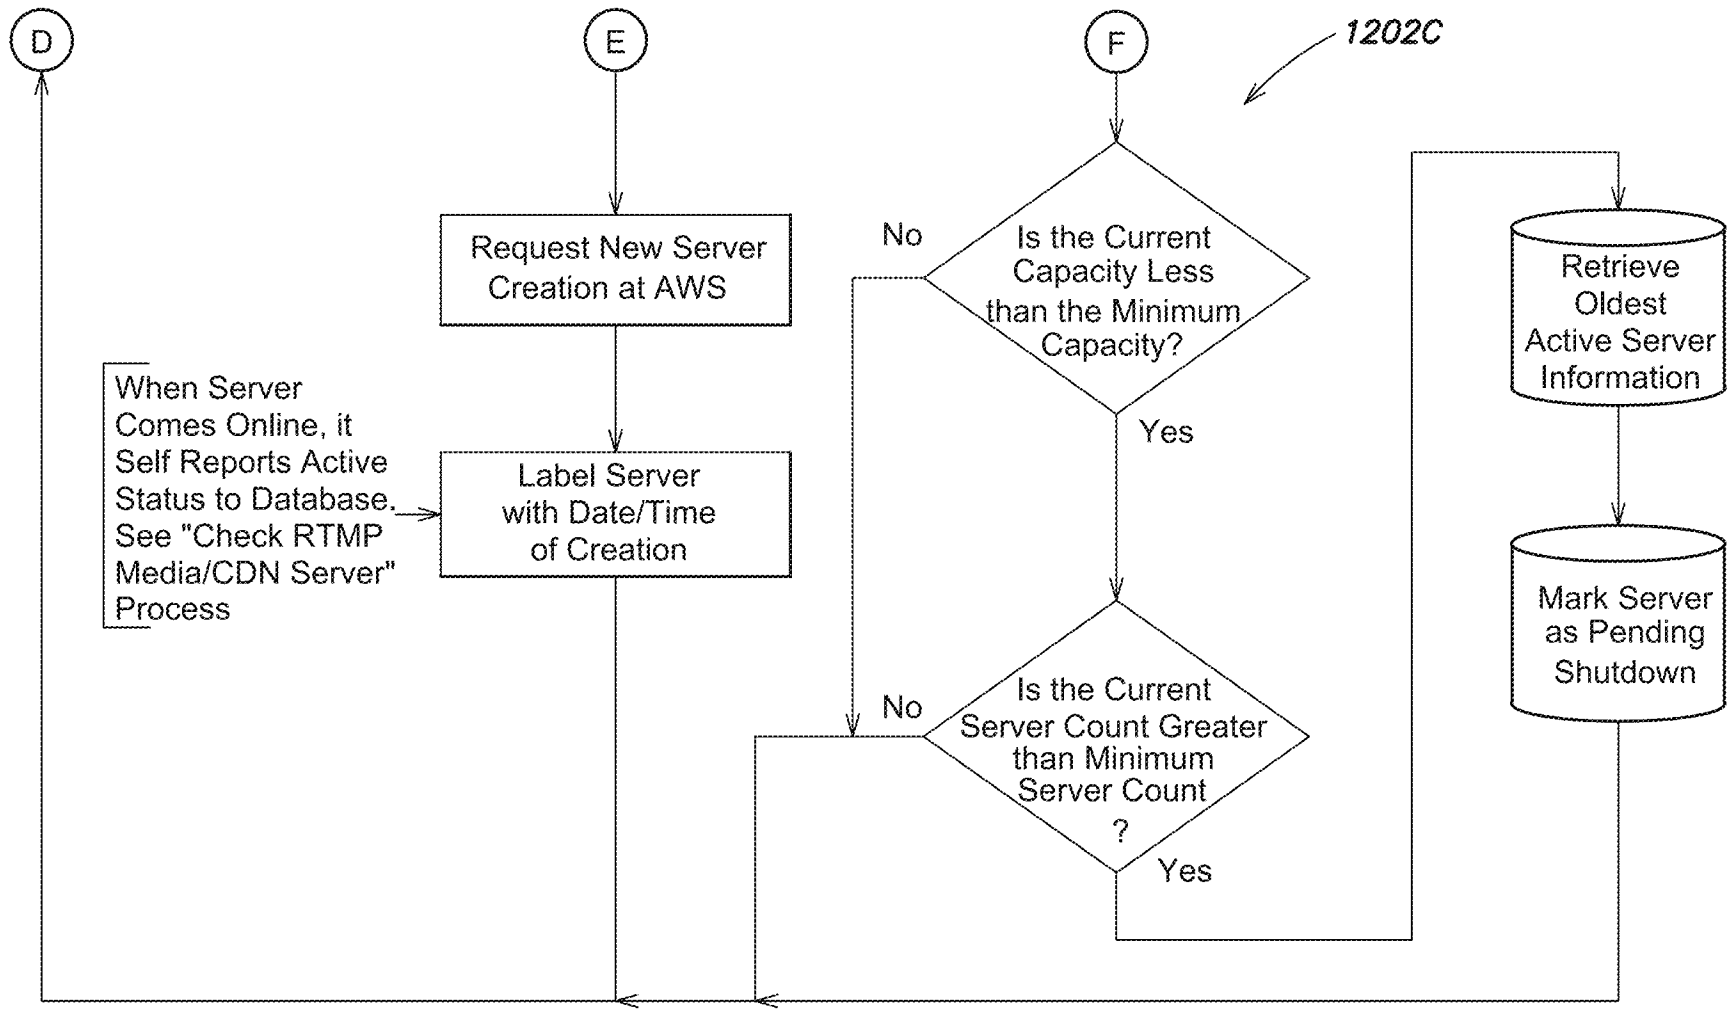 D
E
F
1202C
Request New Server
Creation at AWS
When Server
Comes Online, it
Self Reports Active
Status to Database.
See "Check RTMP
Media/CDN Server"
Process
Label Server
with Date/Time
of Creation
No
Is the Current
Capacity Less
than the Minimum
Capacity?
Yes
No
Is the Current
Server Count Greater
than Minimum
Server Count
?
Yes
Retrieve
Oldest
Active Server
Information
Mark Server
as Pending
Shutdown